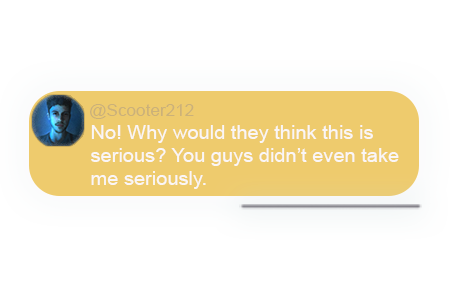 @Scooter212
No! Why would they think this is
serious? You guys didn’t even take
me seriously.